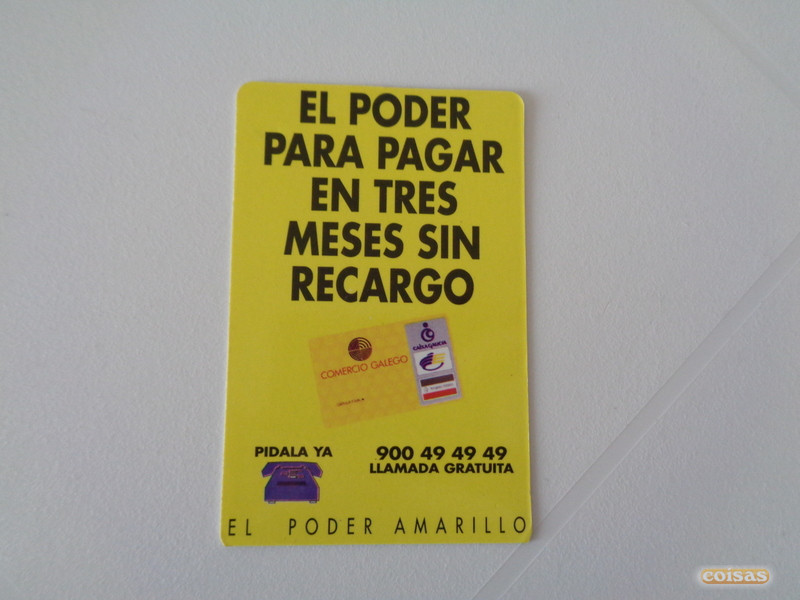 EL PODER
PARA PAGAR
EN TRES
MESES SIN
RECARGO
COMERCIO GALEGO
PIDALA YA
900 49 49 49
LLAMADA GRATUITA
EL PODER AMARILLO
coisas